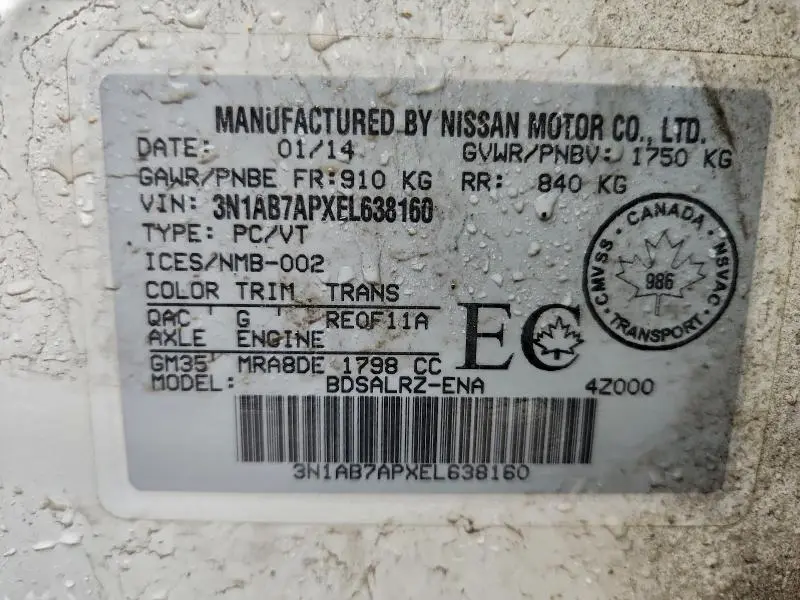 MANUFACTURED BY NISSAN MOTOR CO., LTD.
DATE: 01/14 GVWR/PNBV: 1750 KG
GAWR/PNBE FR:910 KG RR: 840 KG
VIN: 3N1AB7APXEL638160
TYPE: PC/VT
ICES/NMB-002
COLOR TRIM TRANS
QAC G REOF11A
AXLE ENGINE
GM35 MRA8DE 1798 CC
MODEL: BDSALRZ-ENA 4Z000
3N1AB7APXEL638160
EC
CMVSS · CANADA · NSVAC · TRANSPORT ·
986